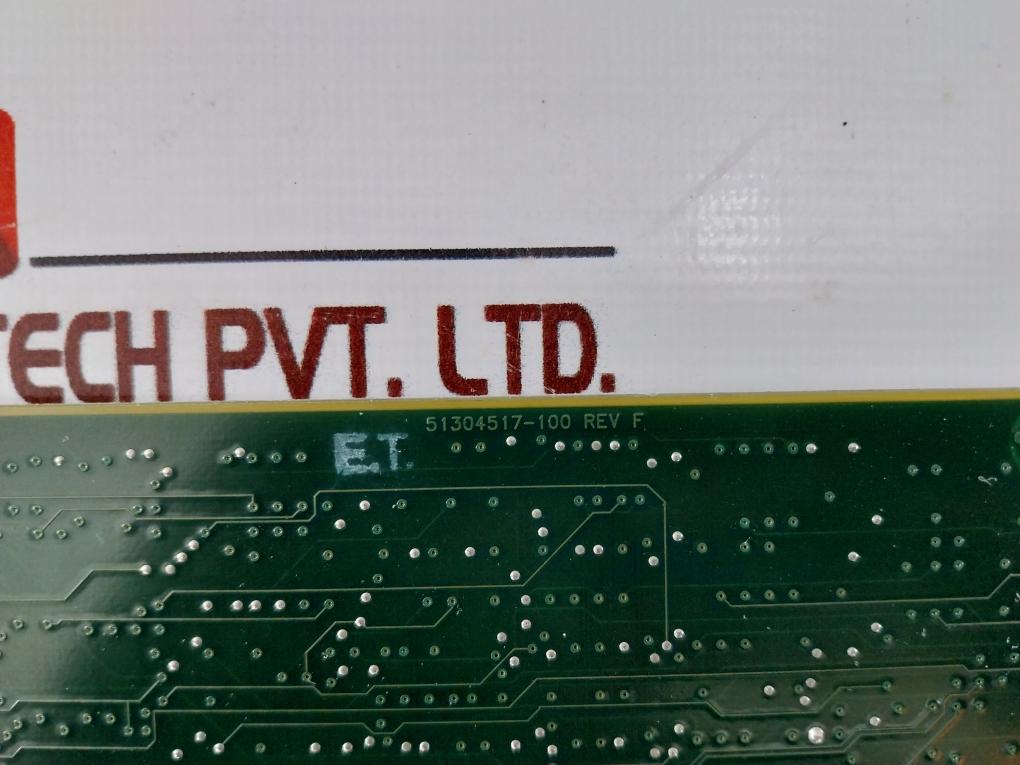 TECH PVT. LTD.
51304517-100 REV F
E.T.